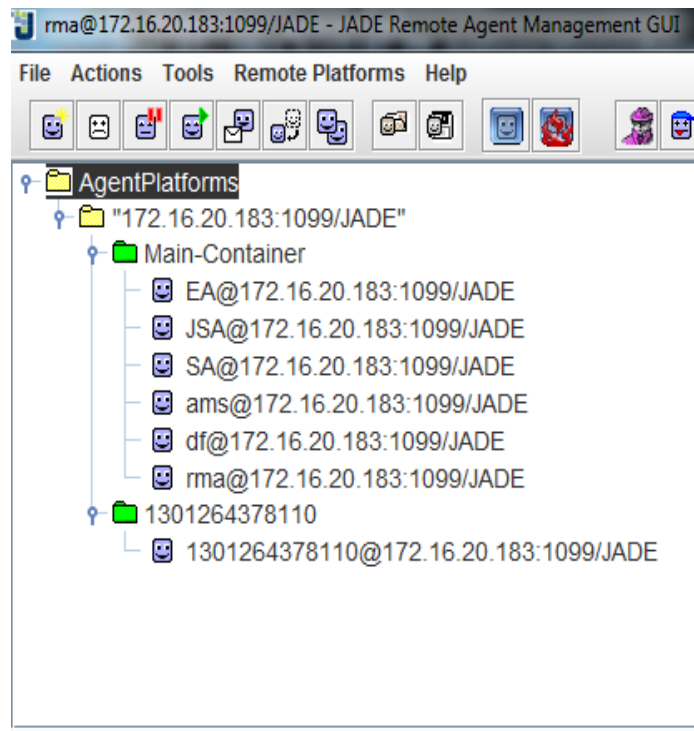 rma@172.16.20.183:1099/JADE - JADE Remote Agent Management GUI
File Actions Tools Remote Platforms Help
AgentPlatforms
"172.16.20.183:1099/JADE"
Main-Container
EA@172.16.20.183:1099/JADE
JSA@172.16.20.183:1099/JADE
SA@172.16.20.183:1099/JADE
ams@172.16.20.183:1099/JADE
df@172.16.20.183:1099/JADE
rma@172.16.20.183:1099/JADE
1301264378110
1301264378110@172.16.20.183:1099/JADE